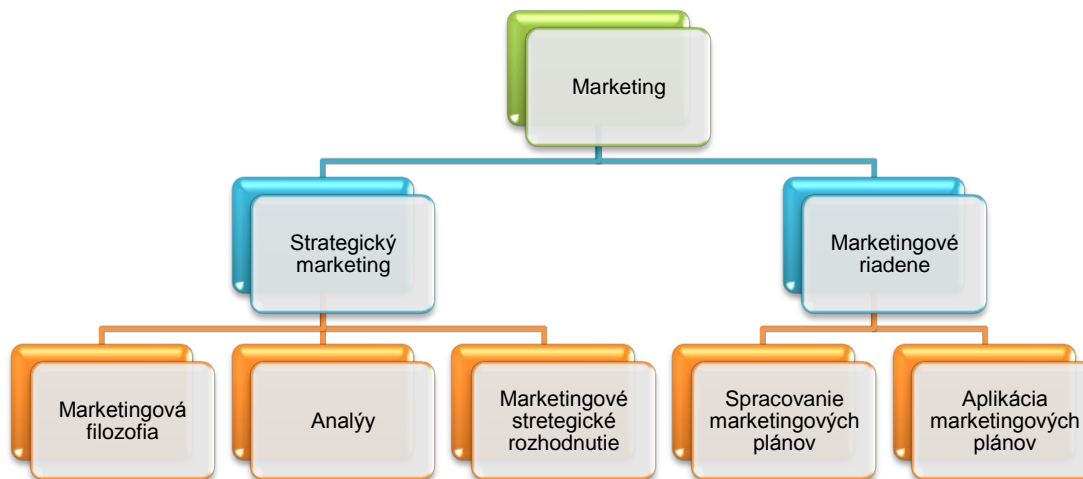 Marketing
Strategický
marketing
Marketingové
riadene
Marketingová
filozofia
Analýy
Marketingové
stretegické
rozhodnutie
Spracovanie
marketingových
plánov
Aplikácia
marketingových
plánov